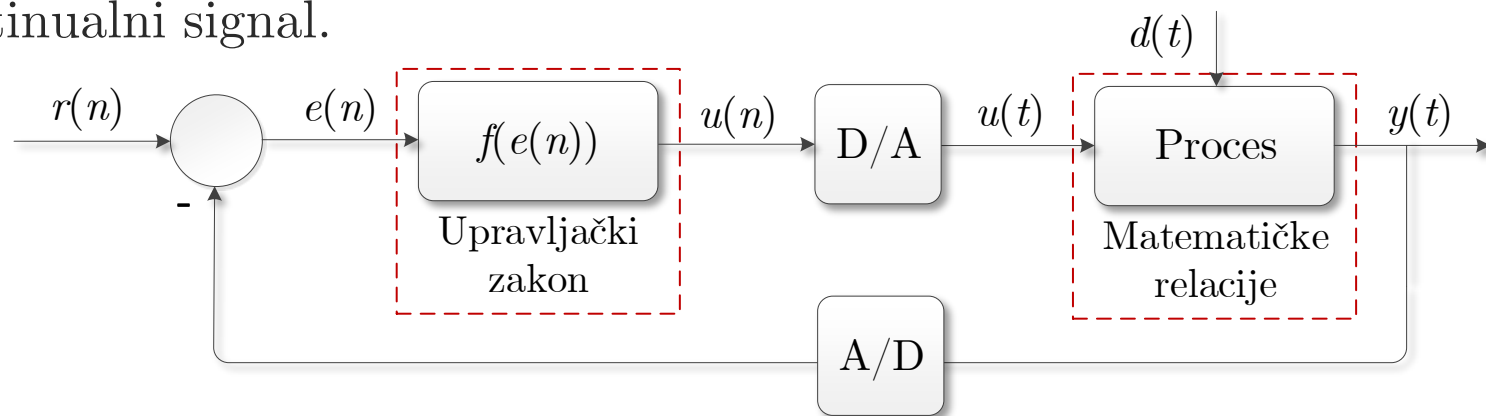 tinualni signal.
d(t)
r(n)
e(n)
f(e(n))
u(n)
D/A
u(t)
Proces
y(t)
-
Upravljački
zakon
Matematičke
relacije
A/D